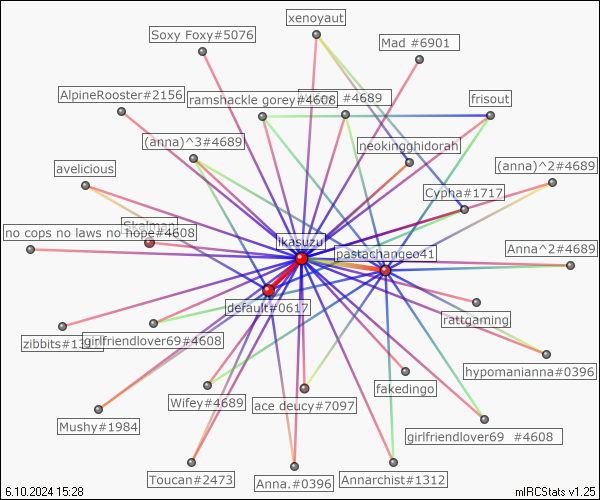 xenoyaut
Soxy Foxy#5076
Mad #6901
AlpineRooster#2156
ramshackle gorey#4608
#4689
frisout
(anna)^3#4689
neokingghidorah
(anna)^2#4689
avelicious
Cypha#1717
no cops no laws no hope#4608
Skelman
ikasuzu
pastachangeo41
Anna^2#4689
default#0617
rattgaming
zibbits#131
girlfriendlover69#4608
hypomanianna#0396
fakedingo
Wifey#4689
ace deucy#7097
Mushy#1984
girlfriendlover69 #4608
Toucan#2473
Anna.#0396
Annarchist#1312
6.10.2024 15:28
mIRCStats v1.25